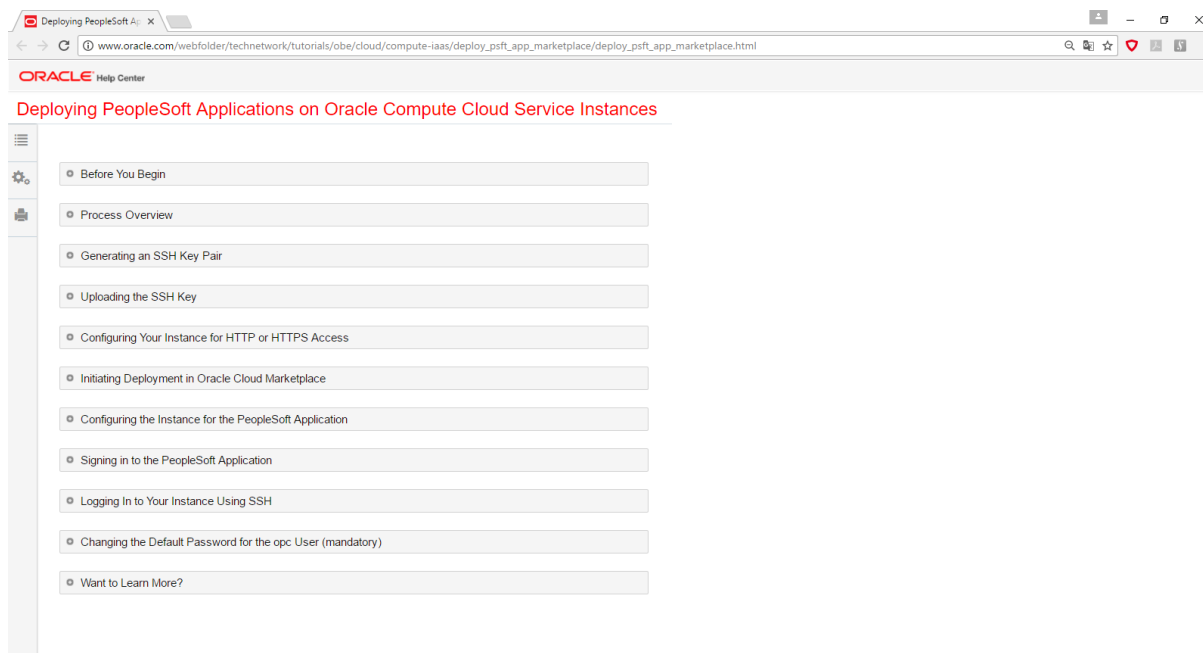 Deploying PeopleSoft Ap
www.oracle.com/webfolder/technetwork/tutorials/obe/cloud/compute-iaas/deploy_psft_app_marketplace/deploy_psft_app_marketplace.html
ORACLE Help Center
Deploying PeopleSoft Applications on Oracle Compute Cloud Service Instances
Before You Begin
Process Overview
Generating an SSH Key Pair
Uploading the SSH Key
Configuring Your Instance for HTTP or HTTPS Access
Initiating Deployment in Oracle Cloud Marketplace
Configuring the Instance for the PeopleSoft Application
Signing in to the PeopleSoft Application
Logging In to Your Instance Using SSH
Changing the Default Password for the opc User (mandatory)
Want to Learn More?